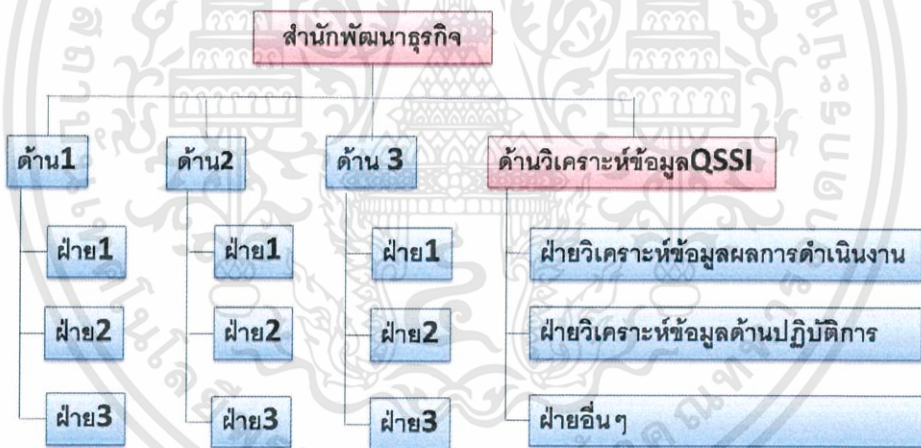 สำนักพัฒนาธุรกิจ
ด้าน1
ด้าน2
ด้าน 3
ด้านวิเคราะห์ข้อมูลQSSI
ฝ่าย1
ฝ่าย1
ฝ่าย1
ฝ่ายวิเคราะห์ข้อมูลผลการดำเนินงาน
ฝ่าย2
ฝ่าย2
ฝ่าย2
ฝ่ายวิเคราะห์ข้อมูลด้านปฏิบัติการ
ฝ่าย3
ฝ่าย3
ฝ่าย3
ฝ่ายอื่นๆ